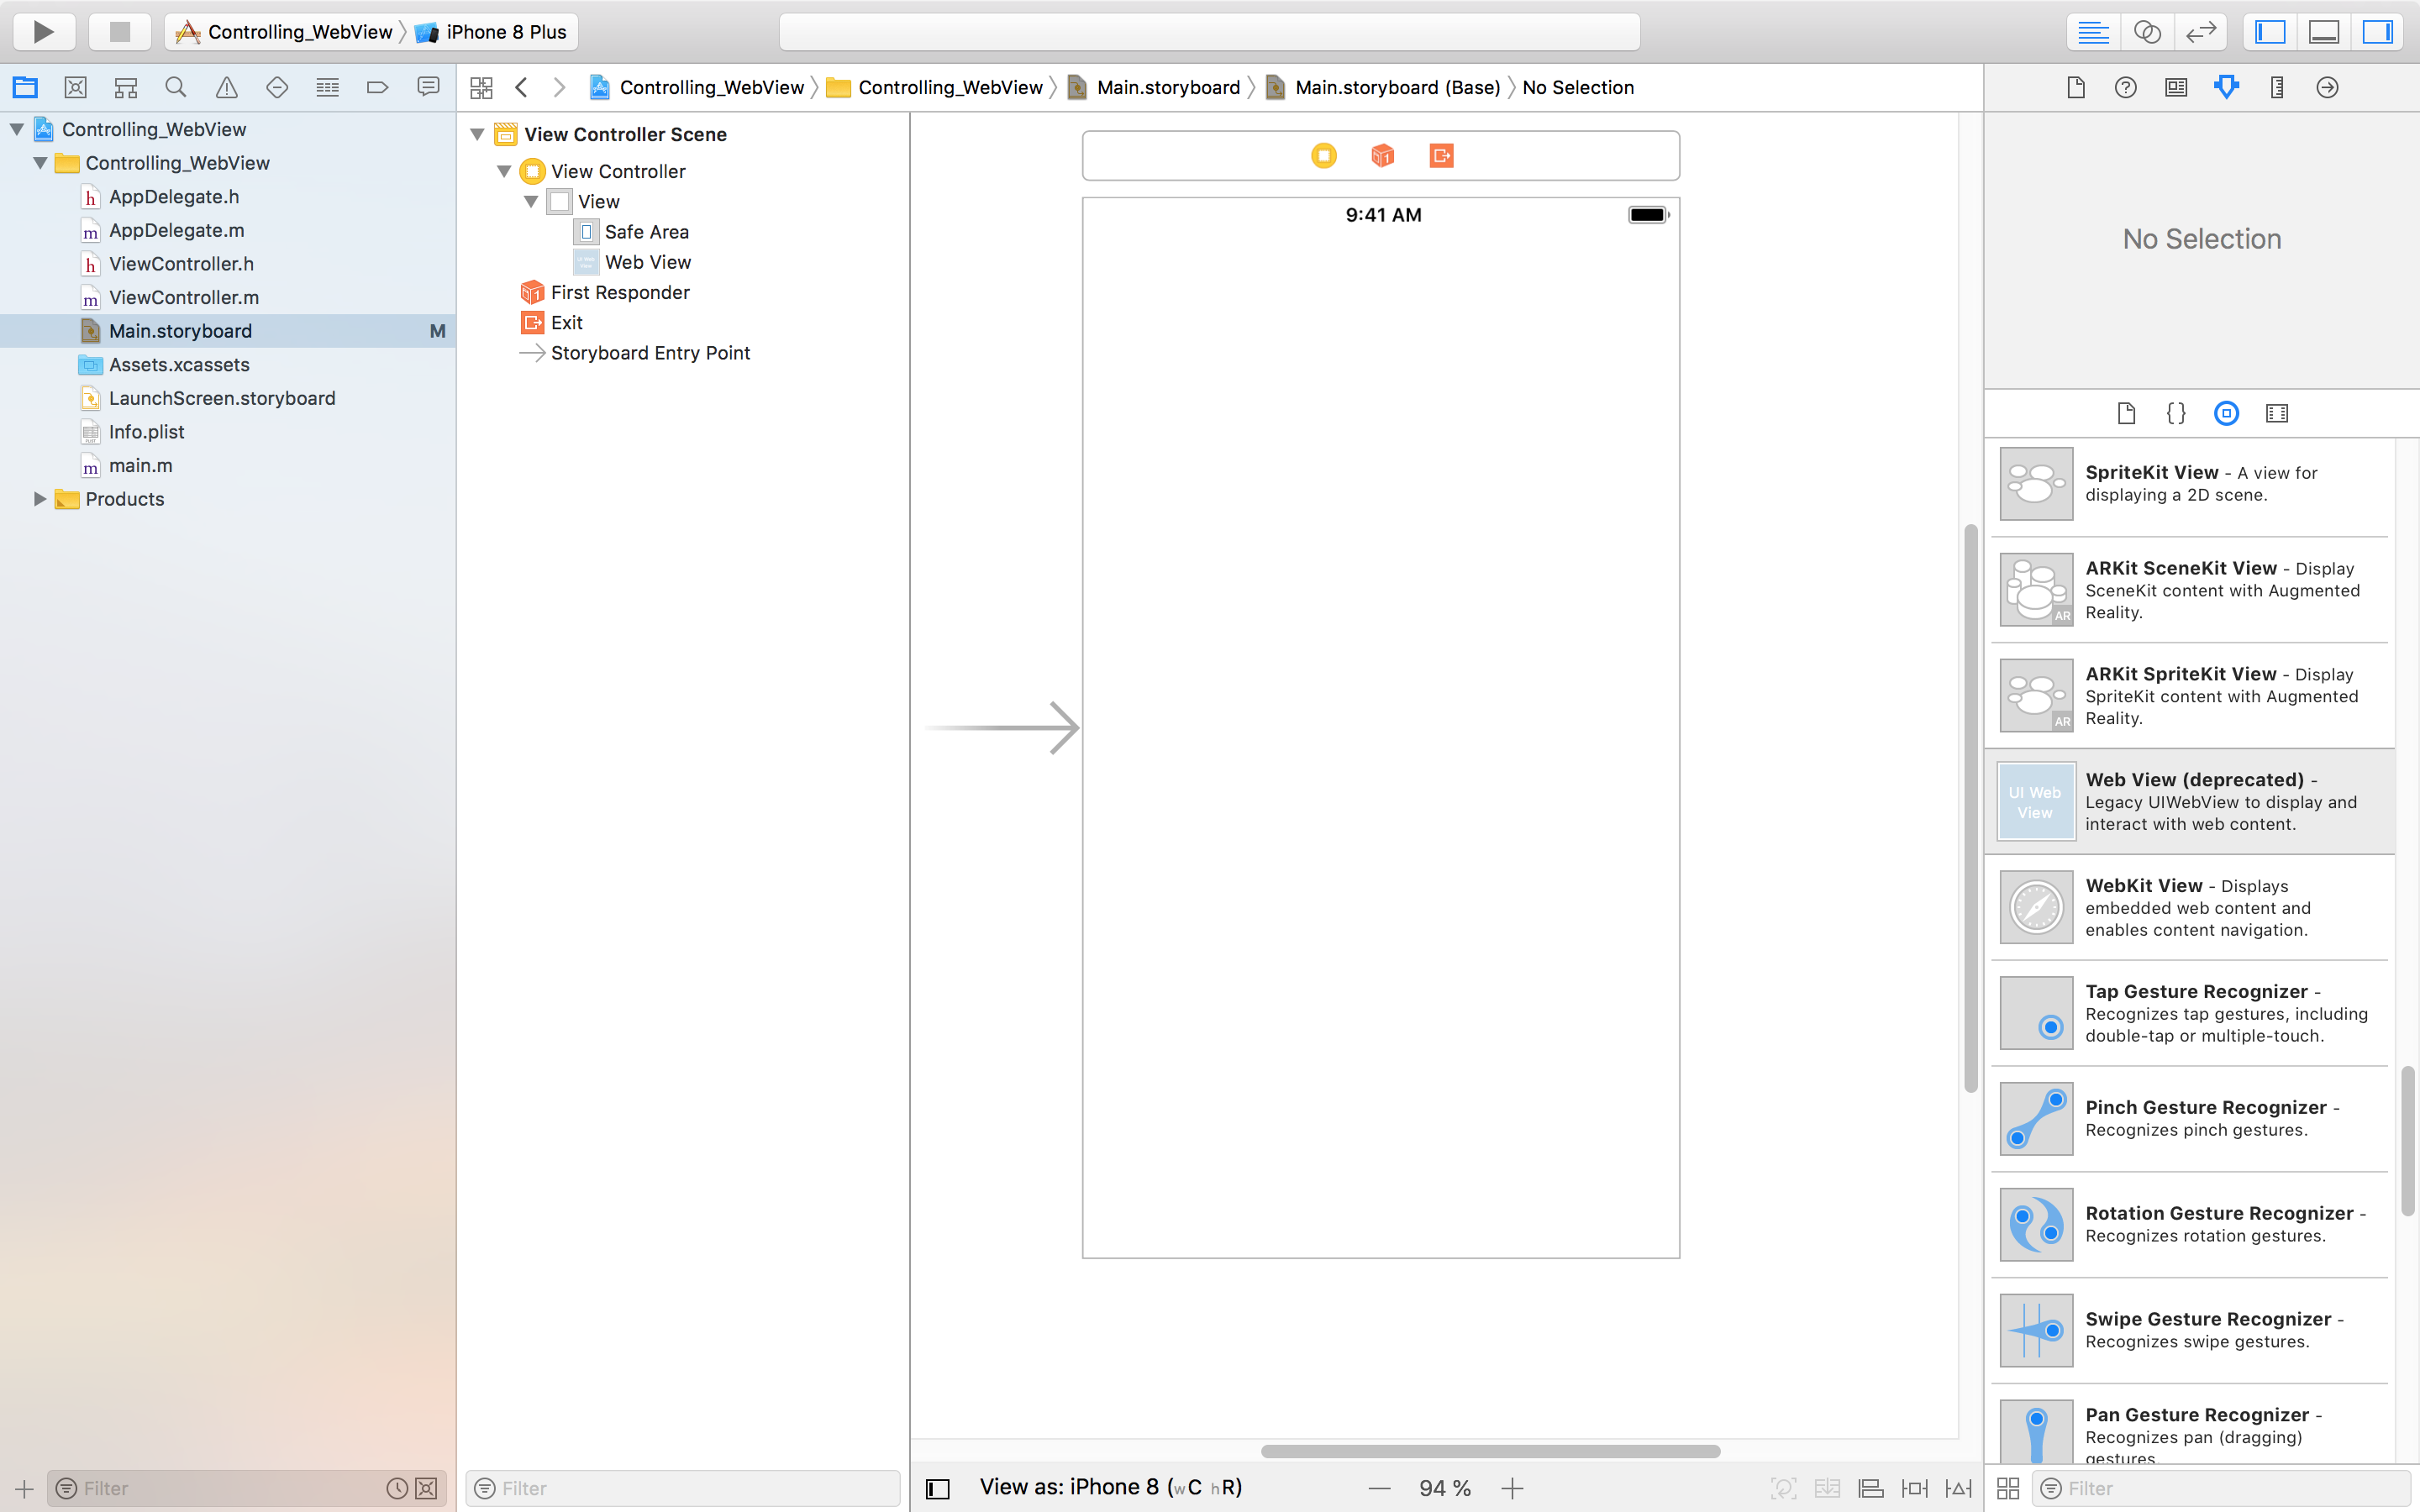 Controlling_WebView iPhone 8 Plus
Controlling_WebView Controlling_WebView Main.storyboard Main.storyboard (Base) No Selection
Controlling_WebView
Controlling_WebView
AppDelegate.h
AppDelegate.m
ViewController.h
ViewController.m
Main.storyboard M
Assets.xcassets
LaunchScreen.storyboard
Info.plist
main.m
Products
Filter
View Controller Scene
View Controller
View
Safe Area
Web View
First Responder
Exit
Storyboard Entry Point
Filter
9:41 AM
View as: iPhone 8 (wC hR)
94 %
No Selection
SpriteKit View - A view for
displaying a 2D scene.
ARKit SceneKit View - Display
SceneKit content with Augmented
Reality.
AR
ARKit SpriteKit View - Display
SpriteKit content with Augmented
Reality.
AR
UI Web
View
Web View (deprecated) -
Legacy UIWebView to display and
interact with web content.
WebKit View - Displays
embedded web content and
enables content navigation.
Tap Gesture Recognizer -
Recognizes tap gestures, including
double-tap or multiple-touch.
Pinch Gesture Recognizer -
Recognizes pinch gestures.
Rotation Gesture Recognizer -
Recognizes rotation gestures.
Swipe Gesture Recognizer -
Recognizes swipe gestures.
Pan Gesture Recognizer -
Recognizes pan (dragging)
gestures.
Filter